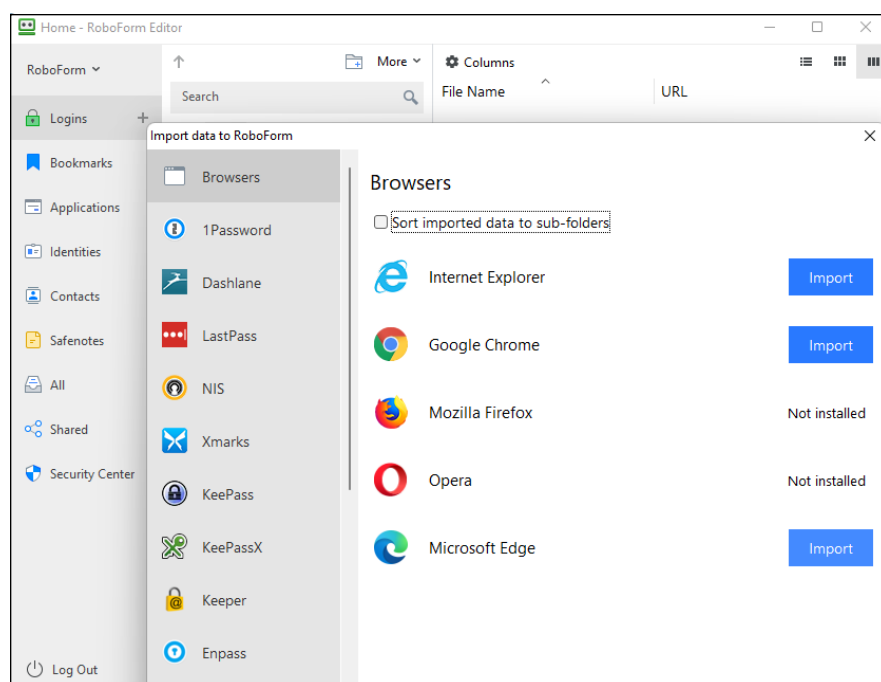 Home - RoboForm Editor
RoboForm
More
Columns
Search
File Name
URL
Logins
Bookmarks
Applications
Identities
Contacts
Safenotes
All
Shared
Security Center
Log Out
Import data to RoboForm
Browsers
1Password
Dashlane
LastPass
NIS
Xmarks
KeePass
KeePassX
Keeper
Enpass
Browsers
Sort imported data to sub-folders
Internet Explorer Import
Google Chrome Import
Mozilla Firefox Not installed
Opera Not installed
Microsoft Edge Import